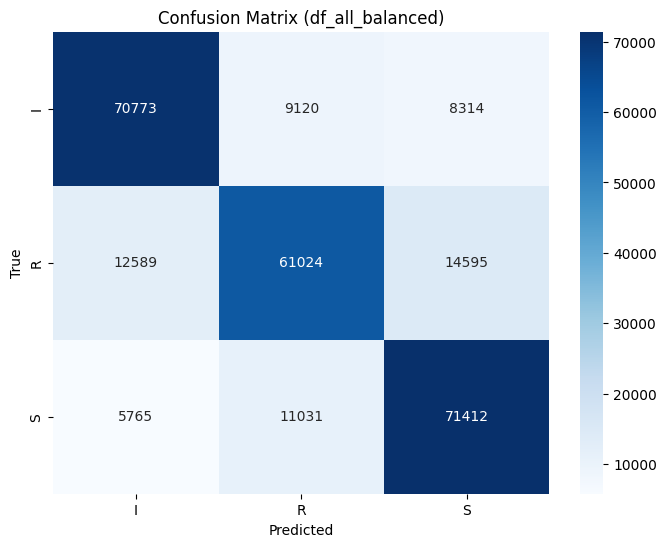 Confusion Matrix (df_all_balanced)
I 70773 9120 8314
R 12589 61024 14595
S 5765 11031 71412
I R S
Predicted
True
70000
60000
50000
40000
30000
20000
10000